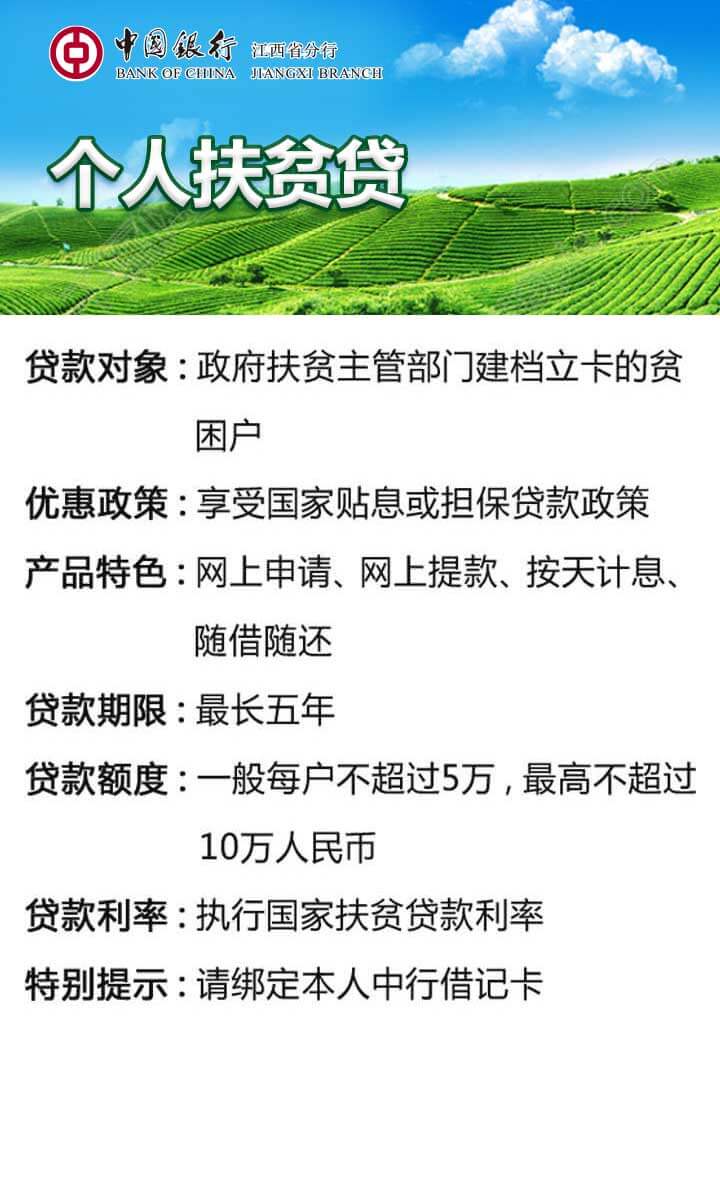 中国银行 江西省分行
BANK OF CHINA JIANGXI BRANCH
个人扶贫贷
贷款对象：政府扶贫主管部门建档立卡的贫
困户
优惠政策：享受国家贴息或担保贷款政策
产品特色：网上申请、网上提款、按天计息、
随借随还
贷款期限：最长五年
贷款额度：一般每户不超过5万，最高不超过
10万人民币
贷款利率：执行国家扶贫贷款利率
特别提示：请绑定本人中行借记卡